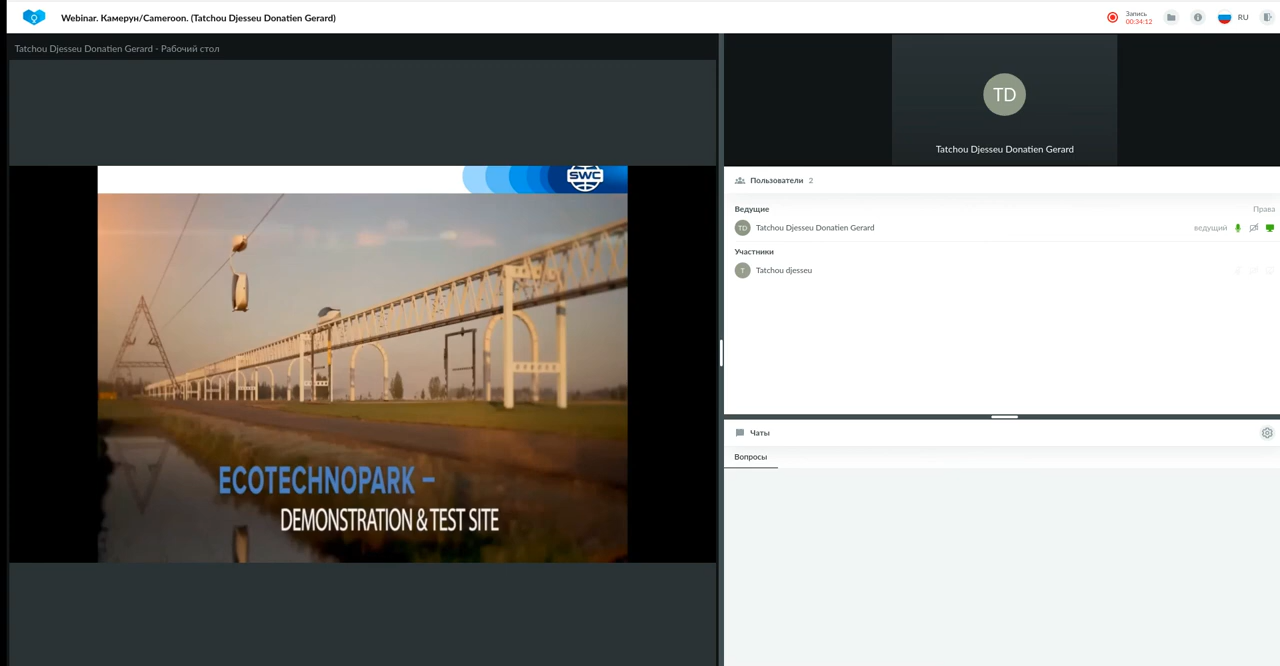 Webinar. Камерун/Cameroon. (Tatchou Djesseu Donatien Gerard)
Запись
00:34:12
RU
Tatchou Djesseu Donatien Gerard - Рабочий стол
SWC
ECOTECHNOPARK –
DEMONSTRATION & TEST SITE
TD
Tatchou Djesseu Donatien Gerard
Пользователи 2
Ведущие Права
TD Tatchou Djesseu Donatien Gerard ведущий
Участники
T Tatchou djesseu
Чаты
Вопросы